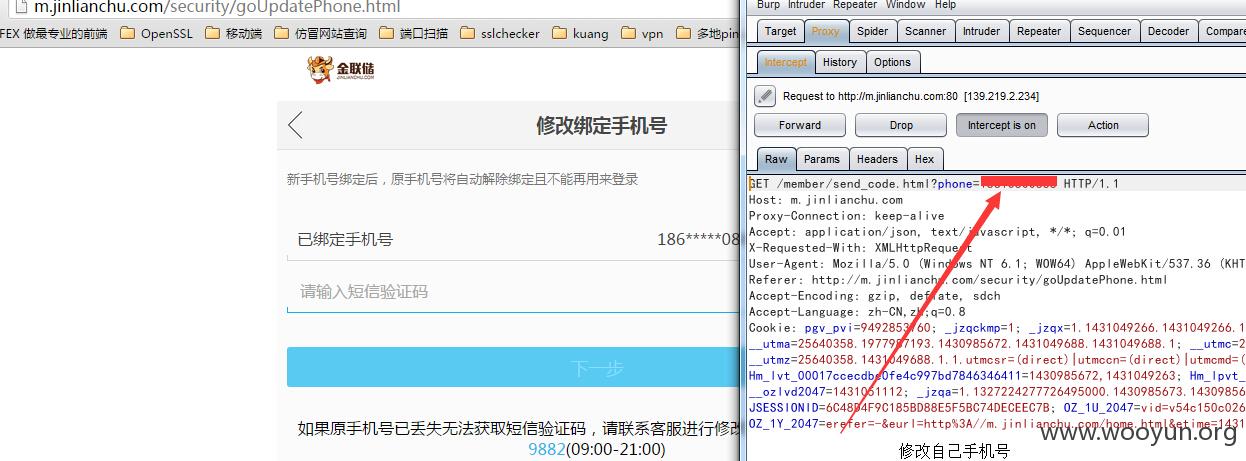 m.jinlianchu.com/security/goUpdatePhone.html
FEX 做最专业的前端 OpenSSL 移动端 仿冒网站查询 端口扫描 sslchecker kuang vpn 多地pin
金联储
JINLIANCHU.COM
修改绑定手机号
新手机号绑定后，原手机号将自动解除绑定且不能再用来登录
已绑定手机号 186*****08
请输入短信验证码
下一步
如果原手机号已丢失无法获取短信验证码，请联系客服进行修改
9882(09:00-21:00)
Burp Intruder Repeater Window Help
Target Proxy Spider Scanner Intruder Repeater Sequencer Decoder Compare
Intercept History Options
Request to http://m.jinlianchu.com:80 [139.219.2.234]
Forward Drop Intercept is on Action
Raw Params Headers Hex
GET /member/send_code.html?phone= HTTP/1.1
Host: m.jinlianchu.com
Proxy-Connection: keep-alive
Accept: application/json, text/javascript, */*; q=0.01
X-Requested-With: XMLHttpRequest
User-Agent: Mozilla/5.0 (Windows NT 6.1; WOW64) AppleWebKit/537.36 (KHT
Referer: http://m.jinlianchu.com/security/goUpdatePhone.html
Accept-Encoding: gzip, deflate, sdch
Accept-Language: zh-CN,zh;q=0.8
Cookie: pgv_pvi=9492853760; _jzqckmp=1; _jzqx=1.1431049266.1431049266.1
__utma=25640358.1977957193.1430985672.1431049688.1431049688.1; __utmc=2
__utmz=25640358.1431049688.1.1.utmcsr=(direct)|utmccn=(direct)|utmcmd=(
Hm_lvt_00017ccecdbe0fe4c997bd7846346411=1430985672,1431049263; Hm_lpvt_
__ozlvd2047=1431051112; _jzqa=1.1327224277726495000.1430985673.14309856
JSESSIONID=6C48D4F9C185BD88E5F5BC74DECEEC7B; OZ_1U_2047=vid=v54c150c026
OZ_1Y_2047=erefer=-&eurl=http%3A//m.jinlianchu.com/home.html&etime=1431
www.wooyun.org
修改自己手机号